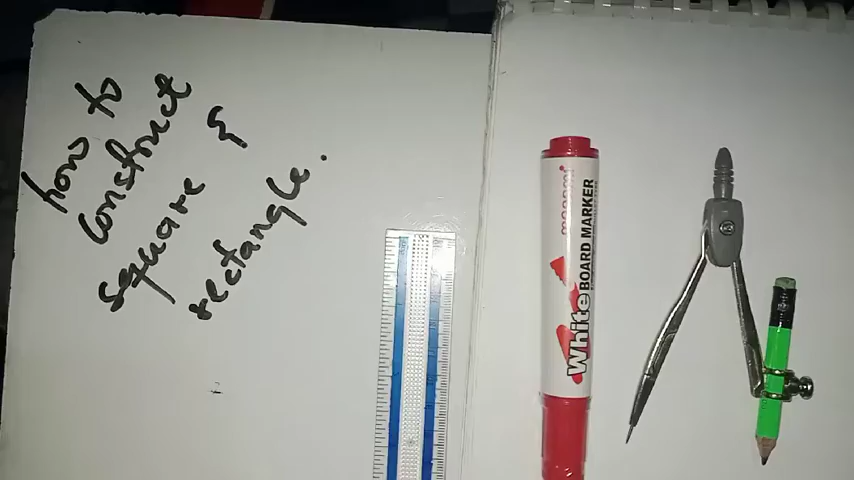 how to
construct
square &
rectangle.
White BOARD MARKER